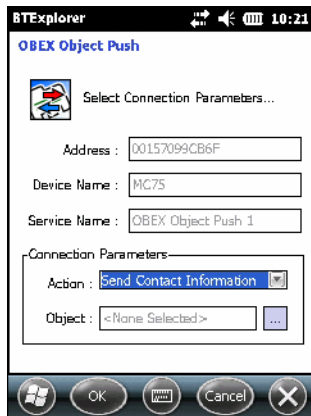 BTExplorer 10:21
OBEX Object Push
Select Connection Parameters...
Address : 00157099CB6F
Device Name : MC75
Service Name : OBEX Object Push 1
Connection Parameters
Action : Send Contact Information
Object : <None Selected> ...
OK Cancel